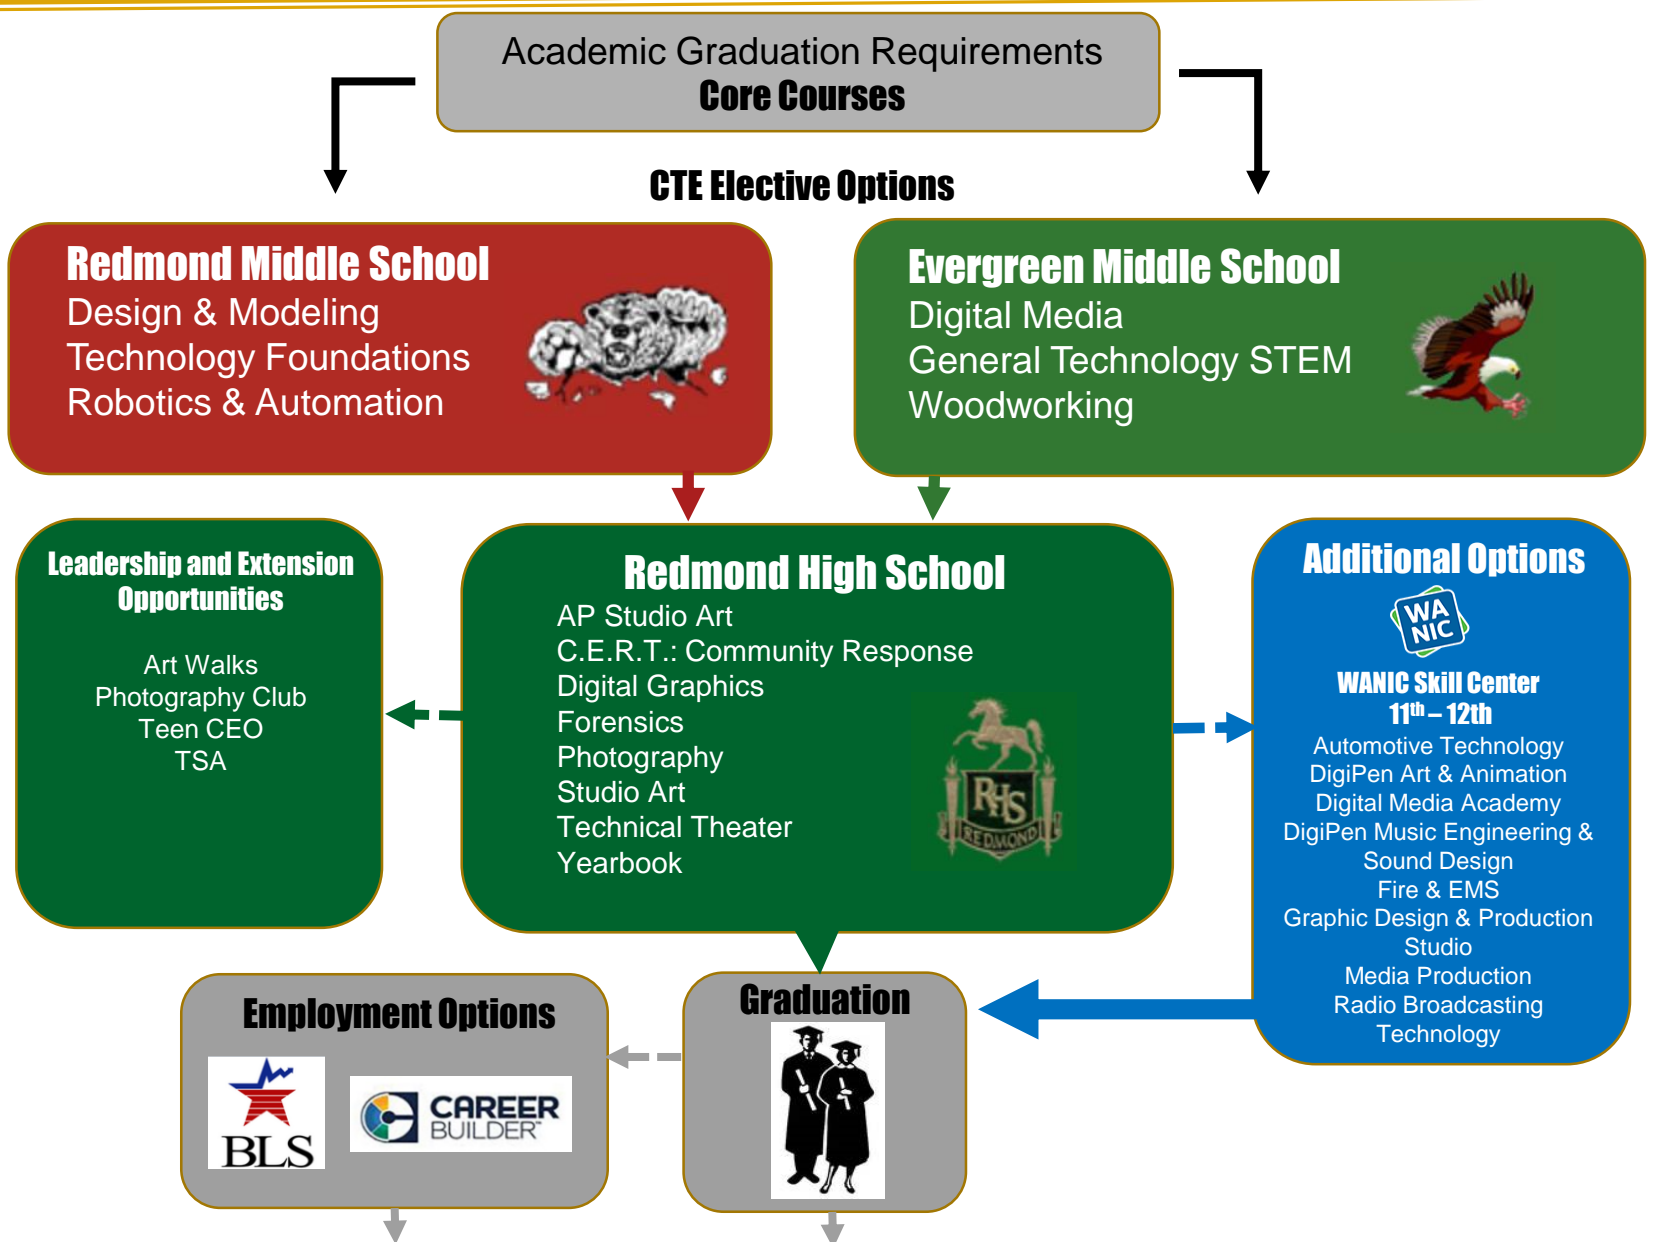 Academic Graduation Requirements
Core Courses
CTE Elective Options
Redmond Middle School
Design & Modeling
Technology Foundations
Robotics & Automation
Evergreen Middle School
Digital Media
General Technology STEM
Woodworking
Leadership and Extension
Opportunities
Art Walks
Photography Club
Teen CEO
TSA
Redmond High School
AP Studio Art
C.E.R.T.: Community Response
Digital Graphics
Forensics
Photography
Studio Art
Technical Theater
Yearbook
RHS
REDMOND
Additional Options
WA
NIC
WANIC Skill Center
11th – 12th
Automotive Technology
DigiPen Art & Animation
Digital Media Academy
DigiPen Music Engineering &
Sound Design
Fire & EMS
Graphic Design & Production
Studio
Media Production
Radio Broadcasting
Technology
Employment Options
BLS
CAREER
BUILDER
Graduation